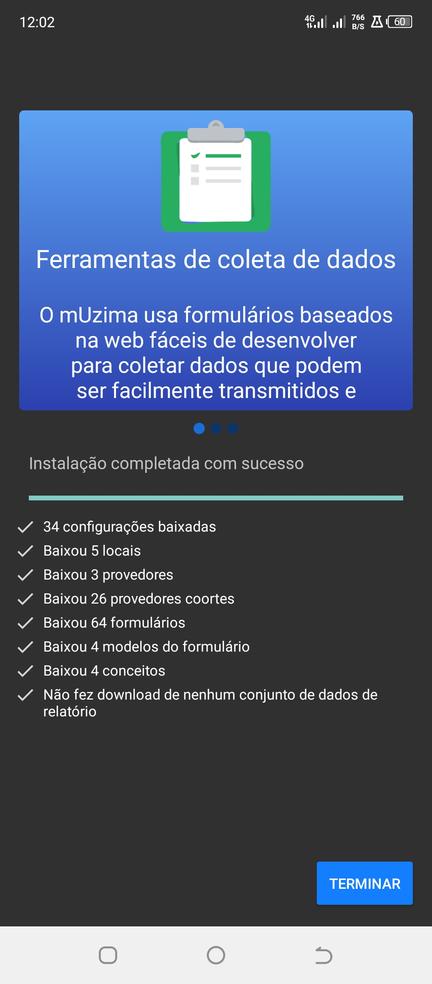 12:02
4G
766 B/S
60
Ferramentas de coleta de dados
O mUzima usa formulários baseados
na web fáceis de desenvolver
para coletar dados que podem
ser facilmente transmitidos e
Instalação completada com sucesso
34 configurações baixadas
Baixou 5 locais
Baixou 3 provedores
Baixou 26 provedores coortes
Baixou 64 formulários
Baixou 4 modelos do formulário
Baixou 4 conceitos
Não fez download de nenhum conjunto de dados de
relatório
TERMINAR